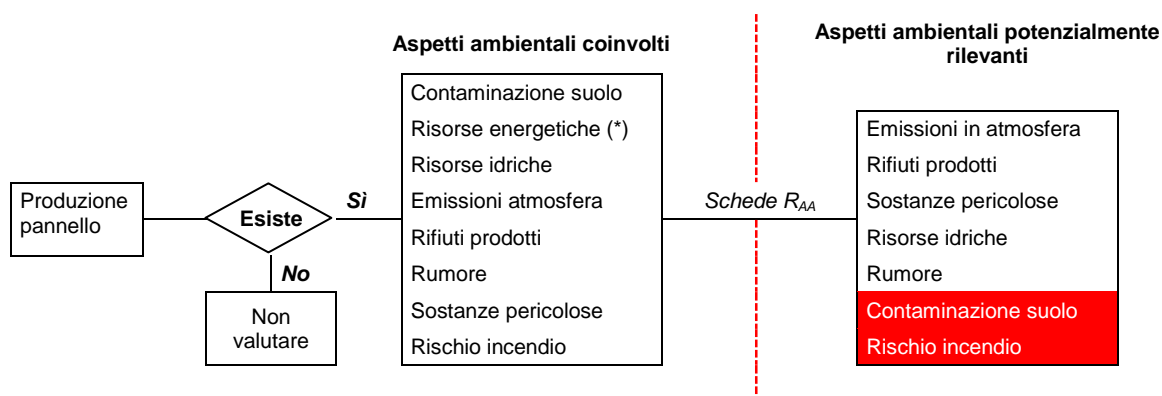 Aspetti ambientali coinvolti
Aspetti ambientali potenzialmente
rilevanti
Produzione
pannello
Esiste
Sì
No
Non
valutare
Contaminazione suolo
Risorse energetiche (*)
Risorse idriche
Emissioni atmosfera
Rifiuti prodotti
Rumore
Sostanze pericolose
Rischio incendio
Schede RAA
Emissioni in atmosfera
Rifiuti prodotti
Sostanze pericolose
Risorse idriche
Rumore
Contaminazione suolo
Rischio incendio